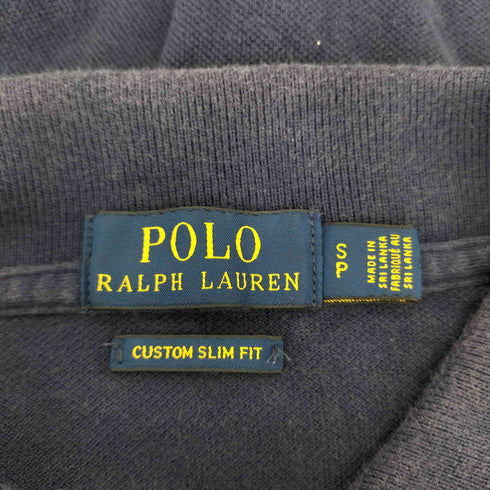 POLO
RALPH LAUREN
S
P
MADE IN
SRI LANKA
FABRIQUÉ AU
SRI LANKA
CUSTOM SLIM FIT